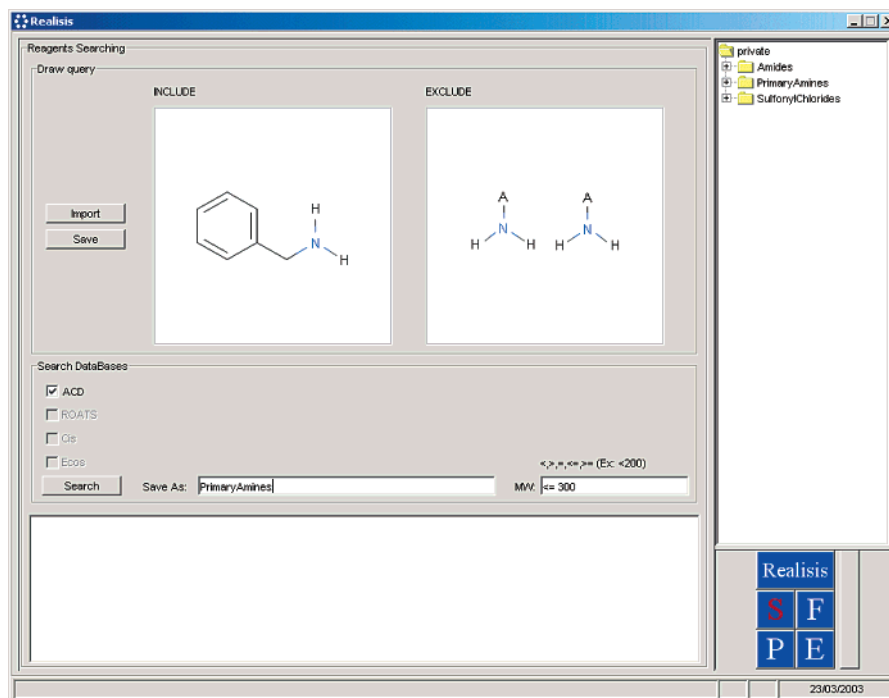 Realisis
Reagents Searching
Draw query
INCLUDE
EXCLUDE
Import
Save
H
N
H
A
N
H H
A
N
H H
Search DataBases
ACD
ROATS
Cis
Ecos
<,>,=,<=,>= (Ex: <200)
Search Save As: PrimaryAmines MW: <= 300
private
Amides
PrimaryAmines
SulfonylChlorides
Realisis
S F
P E
23/03/2003